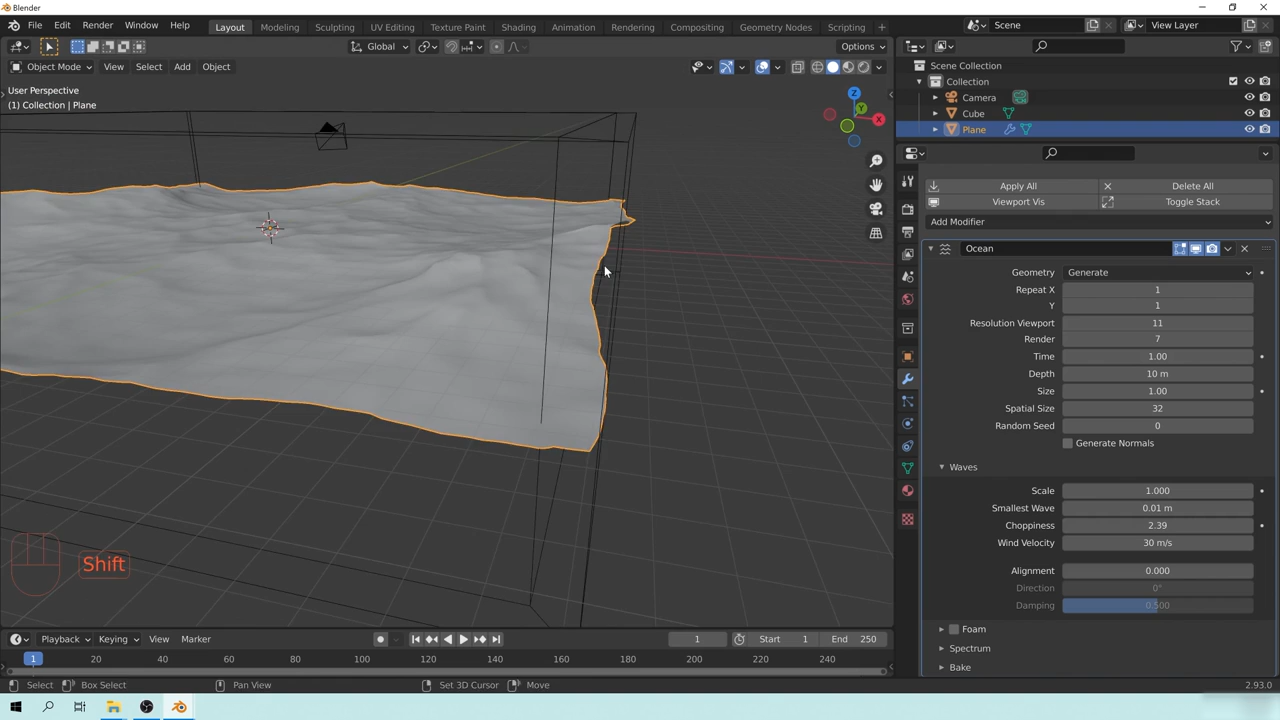 Blender
File Edit Render Window Help
Layout Modeling Sculpting UV Editing Texture Paint Shading Animation Rendering Compositing Geometry Nodes Scripting
Scene
View Layer
Global
Options
Object Mode View Select Add Object
User Perspective
(1) Collection | Plane
Z
Y
X
Scene Collection
Collection
Camera
Cube
Plane
Apply All
Delete All
Viewport Vis
Toggle Stack
Add Modifier
Ocean
Geometry Generate
Repeat X 1
Y 1
Resolution Viewport 11
Render 7
Time 1.00
Depth 10 m
Size 1.00
Spatial Size 32
Random Seed 0
Generate Normals
Waves
Scale 1.000
Smallest Wave 0.01 m
Choppiness 2.39
Wind Velocity 30 m/s
Alignment 0.000
Direction 0°
Damping 0.500
Foam
Spectrum
Bake
Shift
Playback Keying View Marker
1
Start 1
End 250
1 20 40 60 80 100 120 140 160 180 200 220 240
Select Box Select Pan View Set 3D Cursor Move
2.93.0